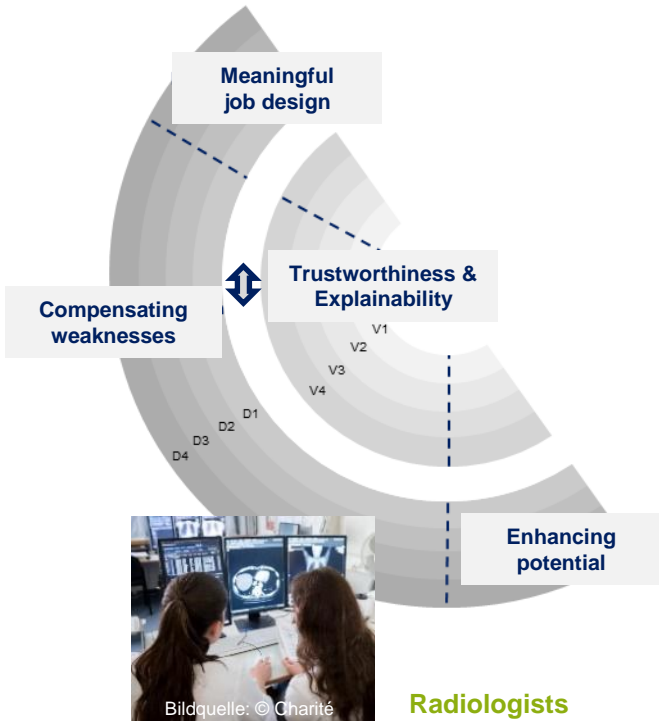 Meaningful
job design
Trustworthiness &
Explainability
Compensating
weaknesses
V1
V2
V3
V4
D1
D2
D3
D4
Enhancing
potential
Bildquelle: © Charité
Radiologists